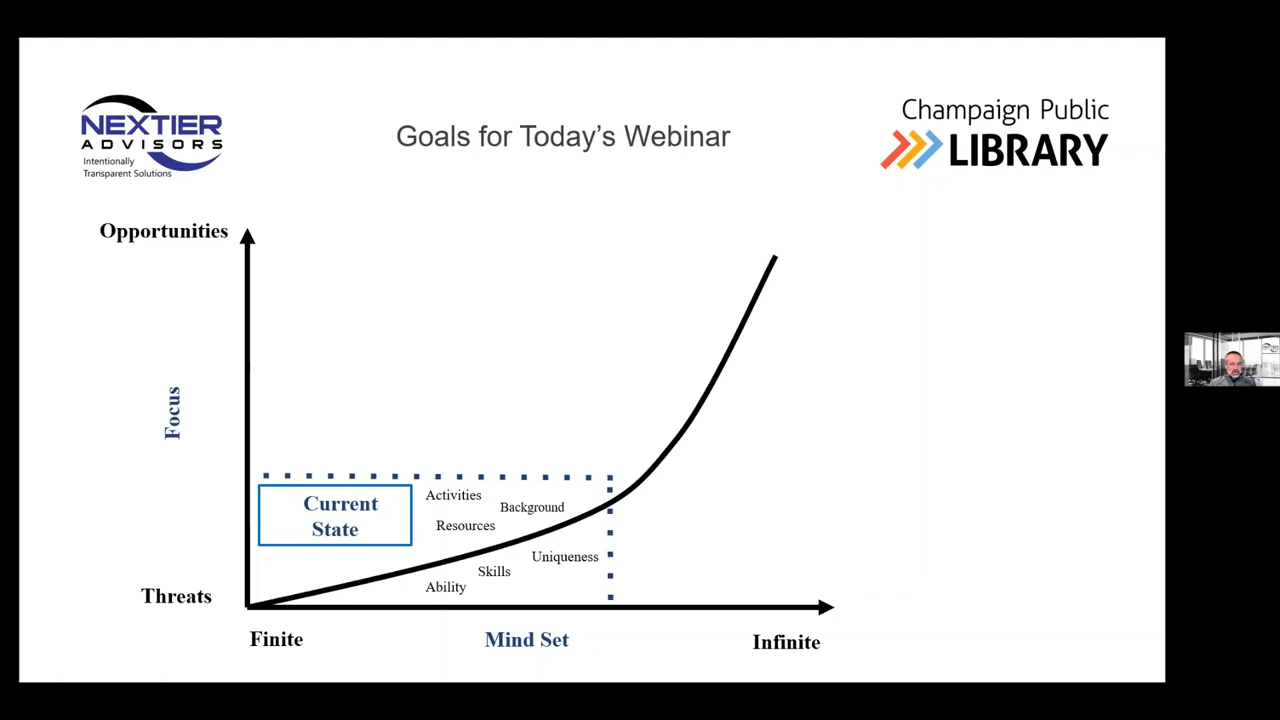 NEXTIER
ADVISORS
Intentionally
Transparent Solutions
Goals for Today's Webinar
Champaign Public
LIBRARY
Opportunities
Focus
Current
State
Activities
Background
Resources
Uniqueness
Skills
Ability
Threats
Finite
Mind Set
Infinite